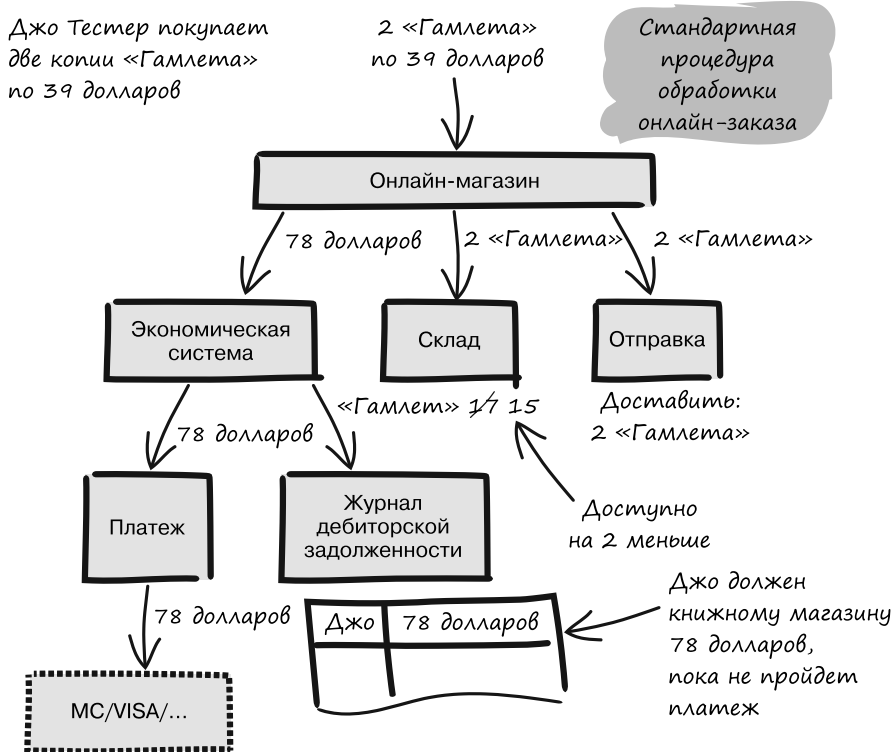 Джо Тестер покупает
две копии «Гамлета»
по 39 долларов
2 «Гамлета»
по 39 долларов
Стандартная
процедура
обработки
онлайн-заказа
Онлайн-магазин
78 долларов
2 «Гамлета»
2 «Гамлета»
Экономическая
система
Склад
Отправка
78 долларов
«Гамлет» 17 15
Доставить:
2 «Гамлета»
Платеж
Журнал
дебиторской
задолженности
Доступно
на 2 меньше
78 долларов
Джо 78 долларов
Джо должен
книжному магазину
78 долларов,
пока не пройдет
платеж
MC/VISA/...